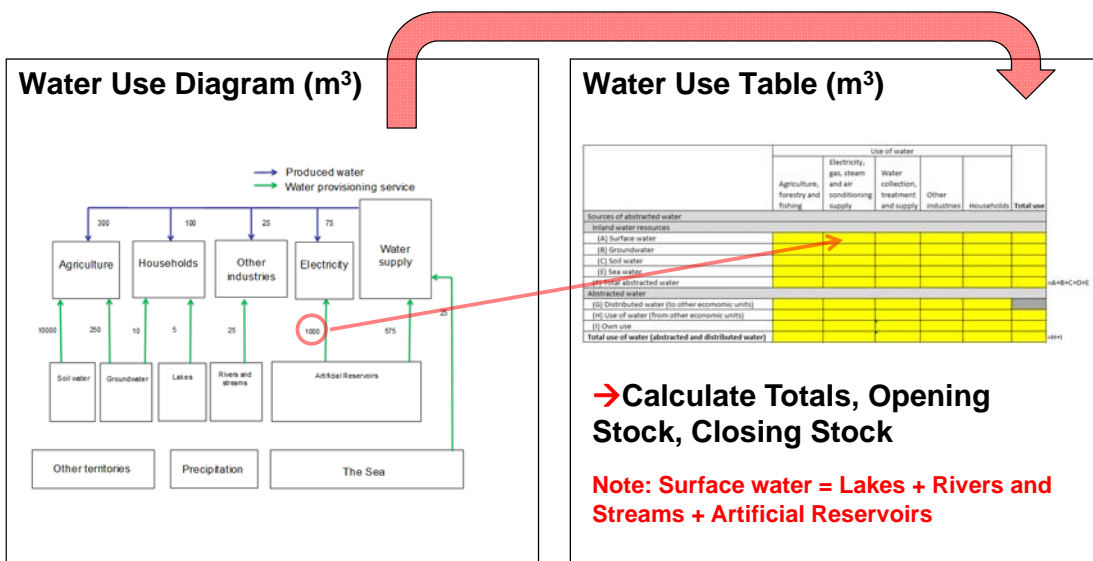 Water Use Diagram (m³)
Produced water
Water provisioning service
300
100
25
75
Agriculture
Households
Other
industries
Electricity
Water
supply
10000
250
10
5
25
1000
575
25
Soil water
Groundwater
Lakes
Rivers and
streams
Artificial Reservoirs
Other territories
Precipitation
The Sea
Water Use Table (m³)
Use of water
Agriculture,
forestry and
fishing
Electricity,
gas, steam
and air
conditioning
supply
Water
collection,
treatment
and supply
Other
industries
Households
Total use
Sources of abstracted water
Inland water resources
(A) Surface water
(B) Groundwater
(C) Soil water
(E) Sea water
(F) Total abstracted water
=A+B+C+D+E
Abstracted water
(G) Distributed water (to other ecomomic units)
(H) Use of water (from other economic units)
(I) Own use
Total use of water (abstracted and distributed water)
=H+I
→Calculate Totals, Opening
Stock, Closing Stock
Note: Surface water = Lakes + Rivers and
Streams + Artificial Reservoirs